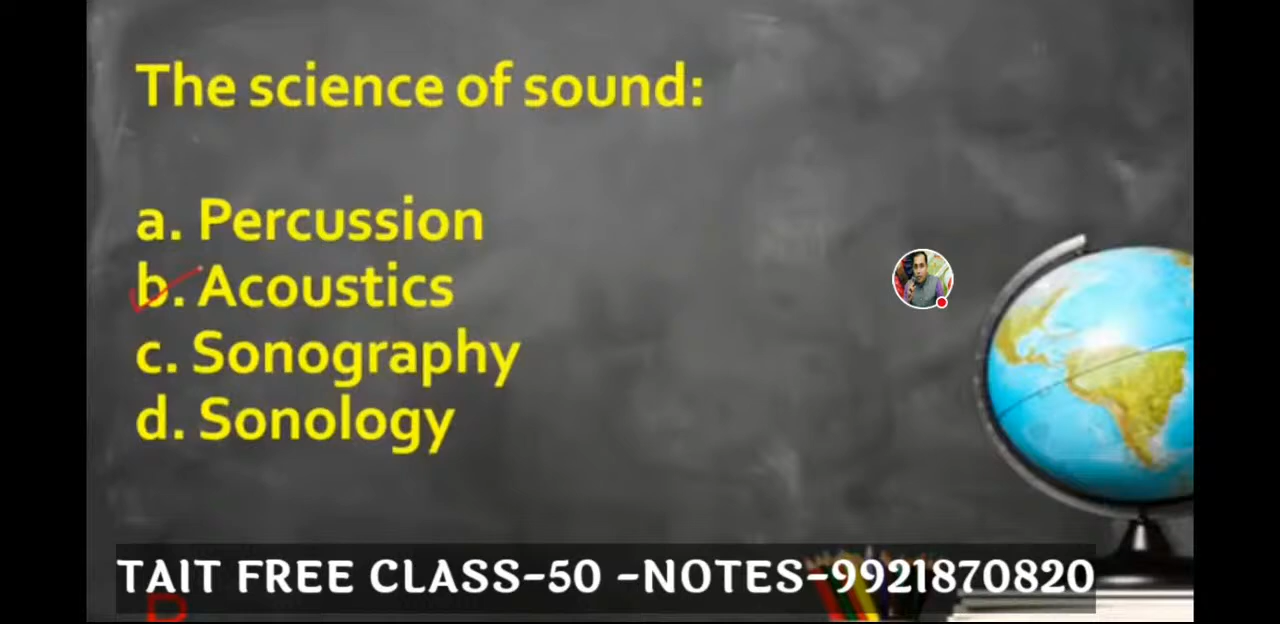 The science of sound:
a. Percussion
b. Acoustics
c. Sonography
d. Sonology
TAIT FREE CLASS-50 -NOTES-9921870820